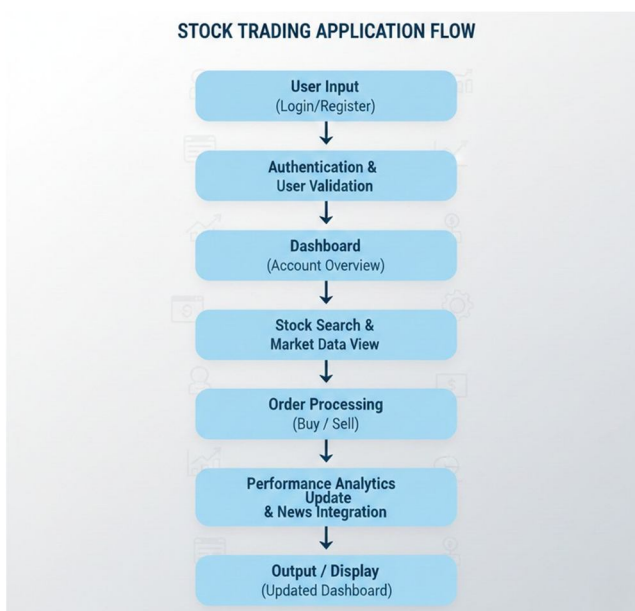 STOCK TRADING APPLICATION FLOW
User Input
(Login/Register)
Authentication &
User Validation
Dashboard
(Account Overview)
Stock Search &
Market Data View
Order Processing
(Buy / Sell)
Performance Analytics
Update
& News Integration
Output / Display
(Updated Dashboard)